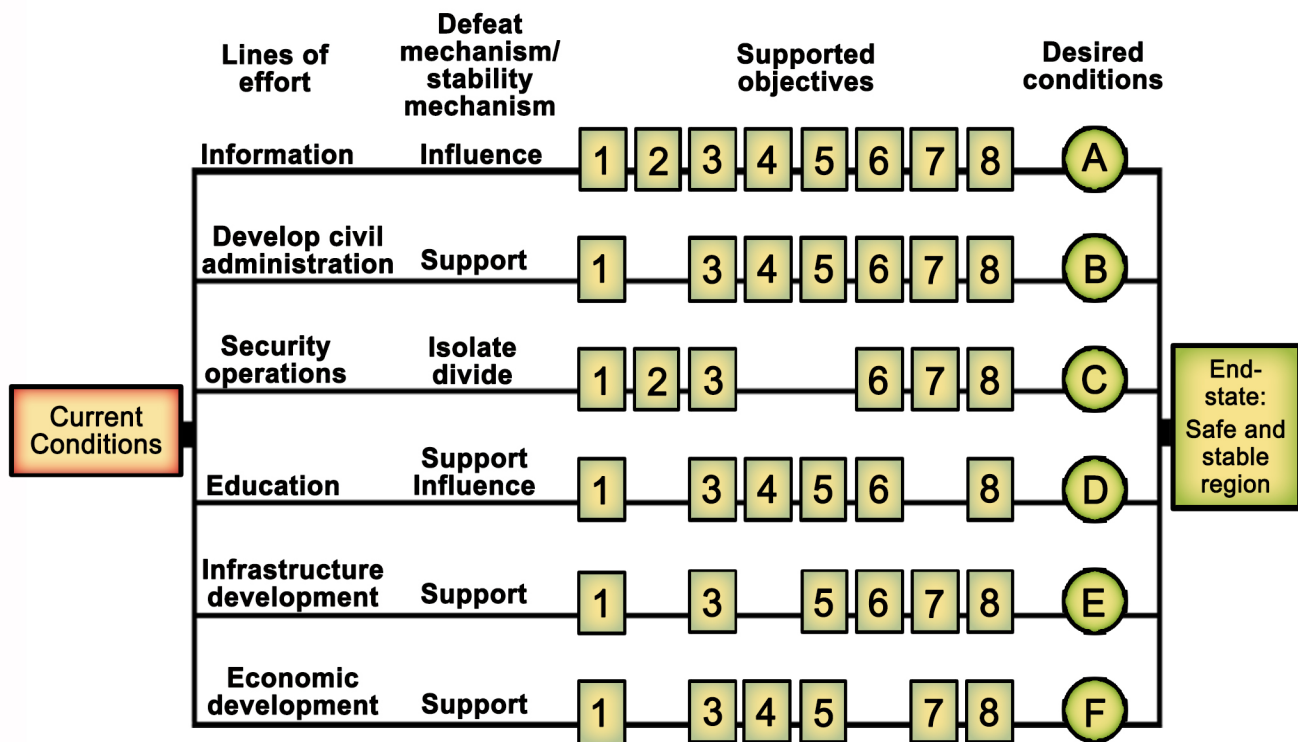 Lines of
effort
Defeat
mechanism/
stability
mechanism
Supported
objectives
Desired
conditions
Information
Influence
1 2 3 4 5 6 7 8
A
Develop civil
administration
Support
1 3 4 5 6 7 8
B
Security
operations
Isolate
divide
1 2 3 6 7 8
C
Education
Support
Influence
1 3 4 5 6 8
D
Infrastructure
development
Support
1 3 5 6 7 8
E
Economic
development
Support
1 3 4 5 7 8
F
Current
Conditions
End-
state:
Safe and
stable
region